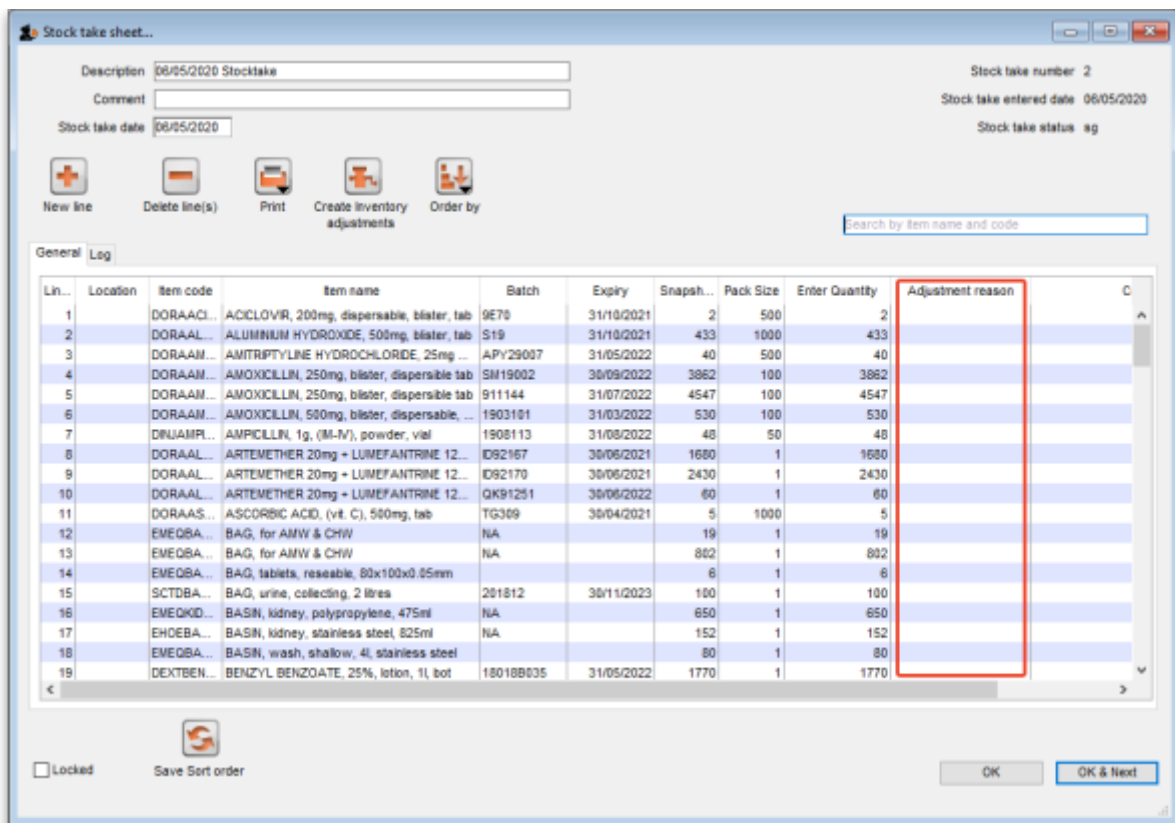 Stock take sheet...
Description 06/05/2020 Stocktake Stock take number 2
Comment Stock take entered date 06/05/2020
Stock take date 06/05/2020 Stock take status sg
New line Delete line(s) Print Create Inventory adjustments Order by
Search by item name and code
General Log
Lin... Location Item code Item name Batch Expiry Snapsh... Pack Size Enter Quantity Adjustment reason C
1 DORAACI... ACICLOVIR, 200mg, dispersable, blister, tab 9E70 31/10/2021 2 500 2
2 DORAAL... ALUMINIUM HYDROXIDE, 500mg, blister, tab S19 31/10/2021 433 1000 433
3 DORAAM... AMITRIPTYLINE HYDROCHLORIDE, 25mg ... APY29007 31/05/2022 40 500 40
4 DORAAM... AMOXICILLIN, 250mg, blister, dispersible tab SM19002 30/09/2022 3862 100 3862
5 DORAAM... AMOXICILLIN, 250mg, blister, dispersible tab 911144 31/07/2022 4547 100 4547
6 DORAAM... AMOXICILLIN, 500mg, blister, dispersable, ... 1903101 31/03/2022 530 100 530
7 DINJAMPI... AMPICILLIN, 1g, (IM-IV), powder, vial 1908113 31/08/2022 48 50 48
8 DORAAL... ARTEMETHER 20mg + LUMEFANTRINE 12... ID92167 30/06/2021 1680 1 1680
9 DORAAL... ARTEMETHER 20mg + LUMEFANTRINE 12... ID92170 30/06/2021 2430 1 2430
10 DORAAL... ARTEMETHER 20mg + LUMEFANTRINE 12... QK91251 30/06/2022 60 1 60
11 DORAAS... ASCORBIC ACID, (vit. C), 500mg, tab TG309 30/04/2021 5 1000 5
12 EMEQBA... BAG, for AMW & CHW NA 19 1 19
13 EMEQBA... BAG, for AMW & CHW NA 802 1 802
14 EMEQBA... BAG, tablets, reseable, 80x100x0.05mm 6 1 6
15 SCTDBA... BAG, urine, collecting, 2 litres 201812 30/11/2023 100 1 100
16 EMEQKID... BASIN, kidney, polypropylene, 475ml NA 650 1 650
17 EHOEBA... BASIN, kidney, stainless steel, 825ml NA 152 1 152
18 EMEQBA... BASIN, wash, shallow, 4l, stainless steel 80 1 80
19 DEXTBEN... BENZYL BENZOATE, 25%, lotion, 1l, bot 18018B035 31/05/2022 1770 1 1770
Locked Save Sort order OK OK & Next